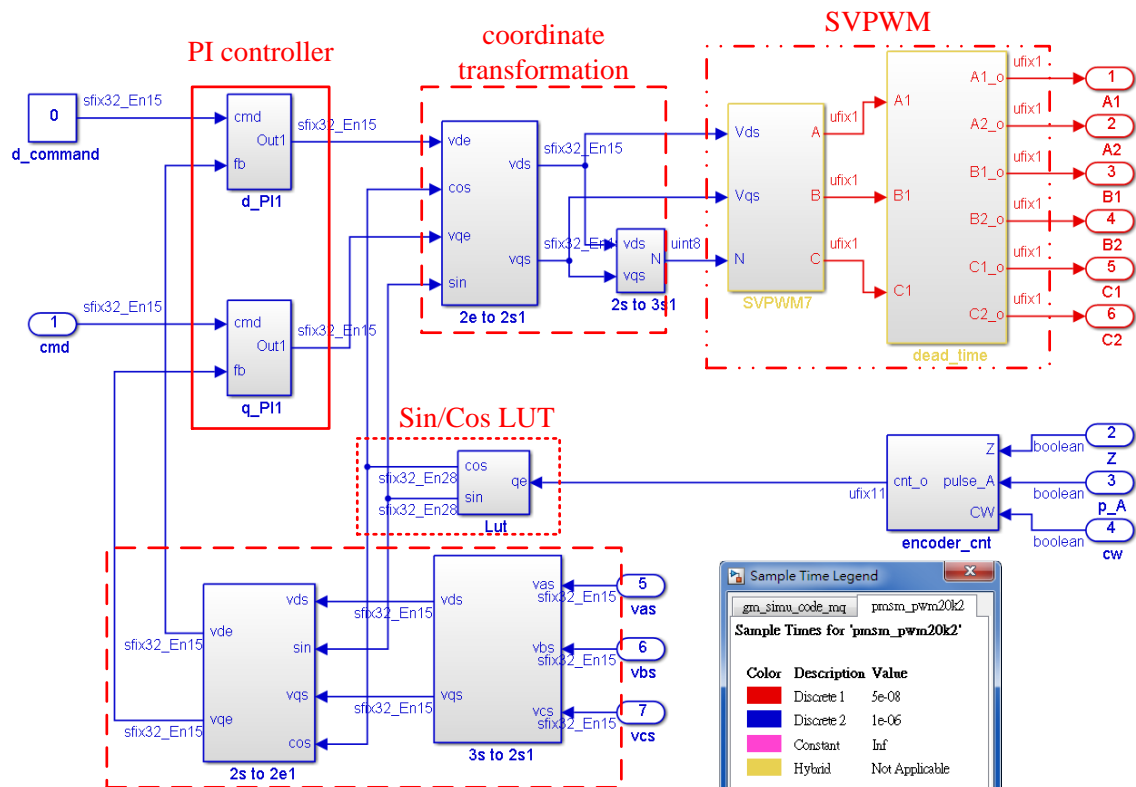 SVPWM
PI controller
coordinate
transformation
sfix32_En15
0
d_command
cmd
Out1
fb
d_PI1
sfix32_En15
vde
cos
vqe
sin
vds
vqs
2e to 2s1
sfix32_En15
sfix32_En15
vds
vqs
N
2s to 3s1
uint8
Vds
Vqs
N
A
B
C
SVPWM7
ufix1
ufix1
ufix1
A1
B1
C1
A1_o
A2_o
B1_o
B2_o
C1_o
C2_o
dead_time
ufix1
ufix1
ufix1
ufix1
ufix1
ufix1
1
A1
2
A2
3
B1
4
B2
5
C1
6
C2
sfix32_En15
1
cmd
cmd
Out1
fb
q_PI1
sfix32_En15
Sin/Cos LUT
cos
sin
qe
Lut
sfix32_En28
sfix32_En28
ufix11
cnt_o
Z
pulse_A
CW
encoder_cnt
boolean
boolean
boolean
2
Z
3
p_A
4
cw
vde
vqe
vds
sin
vqs
cos
2s to 2e1
sfix32_En15
sfix32_En15
sfix32_En15
sfix32_En15
vds
vqs
vas
vbs
vcs
3s to 2s1
sfix32_En15
sfix32_En15
sfix32_En15
5
vas
6
vbs
7
vcs
Sample Time Legend
gm_simu_code_mq pmsm_pwm20k2
Sample Times for 'pmsm_pwm20k2'
Color Description Value
Discrete 1 5e-08
Discrete 2 1e-06
Constant Inf
Hybrid Not Applicable